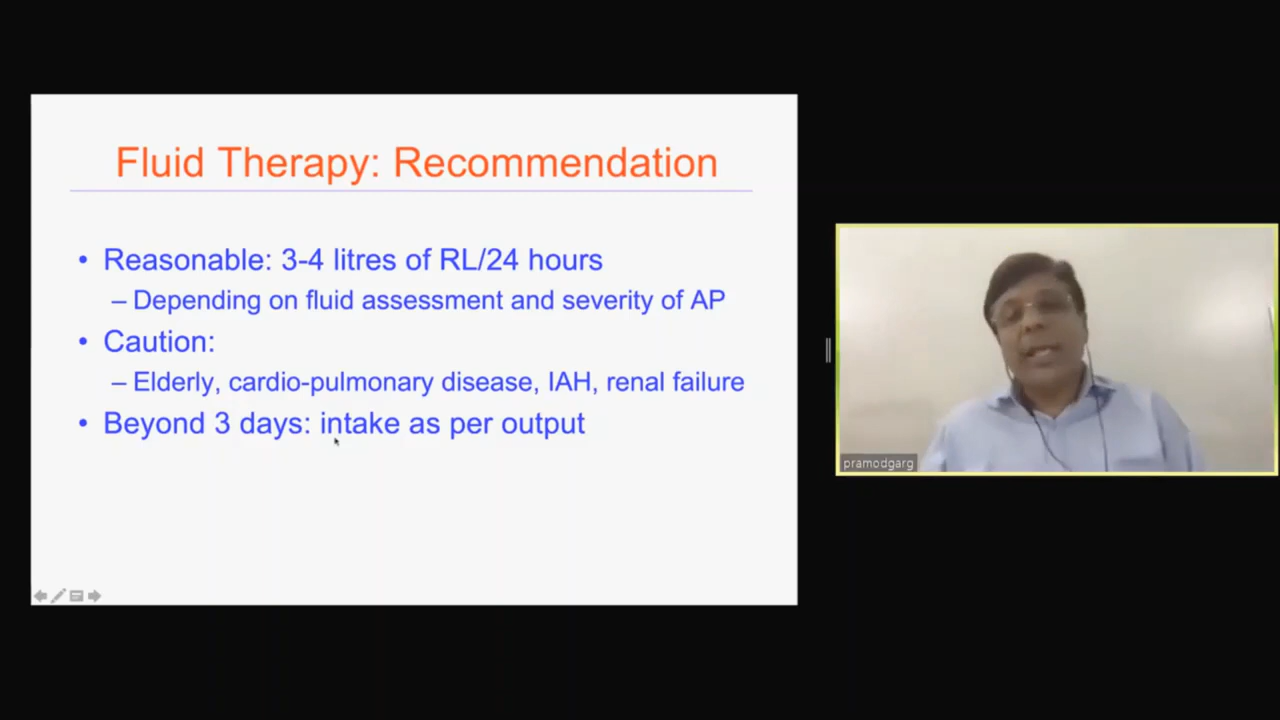 Fluid Therapy: Recommendation
• Reasonable: 3-4 litres of RL/24 hours
– Depending on fluid assessment and severity of AP
• Caution:
– Elderly, cardio-pulmonary disease, IAH, renal failure
• Beyond 3 days: intake as per output
pramodgarg